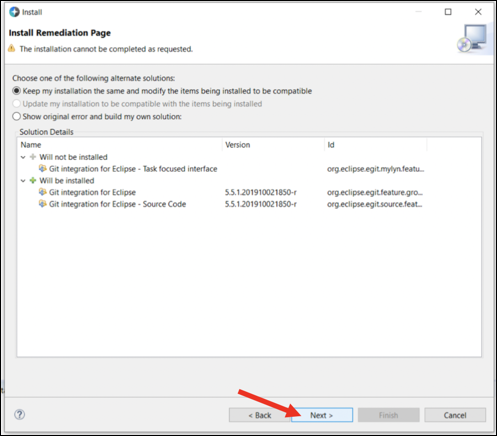 Install
Install Remediation Page
The installation cannot be completed as requested.
Choose one of the following alternate solutions:
Keep my installation the same and modify the items being installed to be compatible
Update my installation to be compatible with the items being installed
Show original error and build my own solution:
Solution Details
Name Version Id
Will not be installed
Git integration for Eclipse - Task focused interface org.eclipse.egit.mylyn.featu...
Will be installed
Git integration for Eclipse 5.5.1.201910021850-r org.eclipse.egit.feature.gro...
Git integration for Eclipse - Source Code 5.5.1.201910021850-r org.eclipse.egit.source.feat...
? < Back Next > Finish Cancel